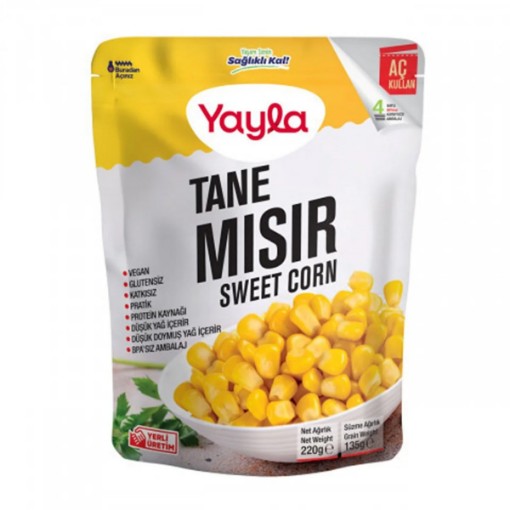 Sağlıklı Kal!
Buradan
Açınız
AÇ
KULLAN
4
Yayla
TANE
MISIR
SWEET CORN
• VEGAN
• GLUTENSİZ
• KATKISIZ
• PRATİK
• PROTEİN KAYNAĞI
• DÜŞÜK YAĞ İÇERİR
• DÜŞÜK DOYMUŞ YAĞ İÇERİR
• BPA'SIZ AMBALAJ
YERLİ
ÜRETİM
Net Ağırlık
Net Weight
220g
Süzme Ağırlık
Grain Weight
135g